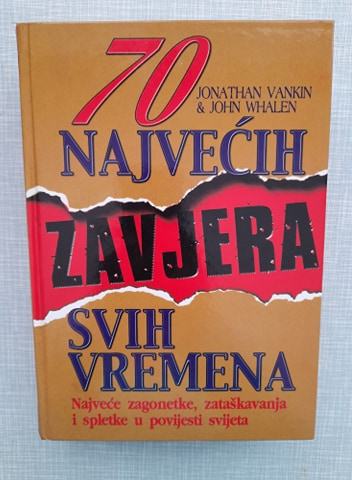 70
JONATHAN VANKIN
& JOHN WHALEN
NAJVEĆIH
ZAVJERA
SVIH
VREMENA
Najveće zagonetke, zataškavanja
i spletke u povijesti svijeta